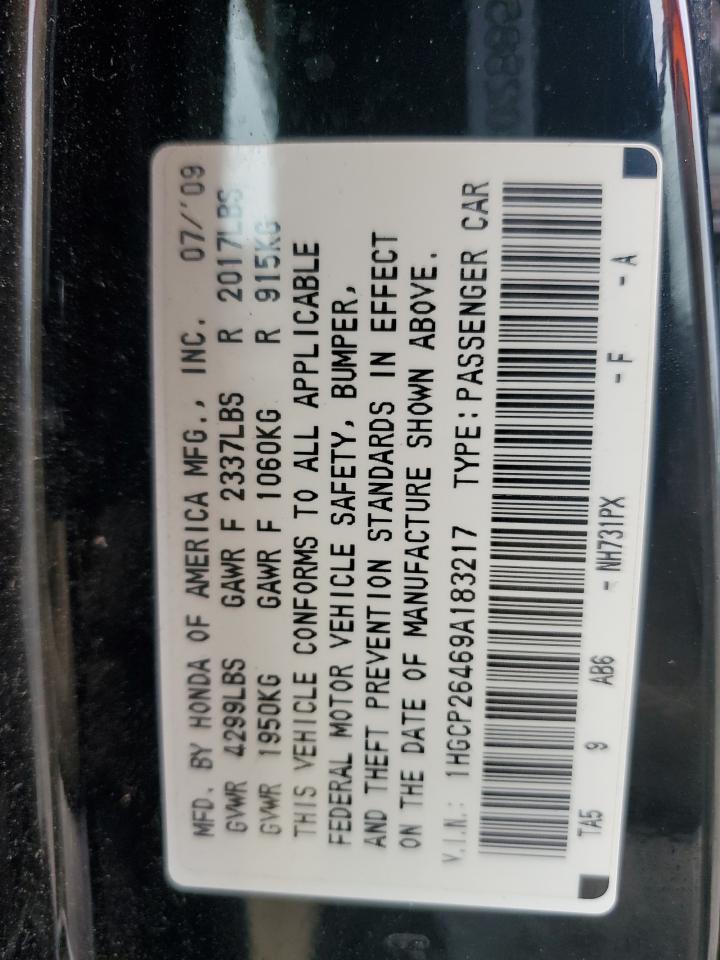 MFD. BY HONDA OF AMERICA MFG., INC. 07/'09
GVWR 4299LBS GAWR F 2337LBS R 2017LBS
GVWR 1950KG GAWR F 1060KG R 915KG
THIS VEHICLE CONFORMS TO ALL APPLICABLE
FEDERAL MOTOR VEHICLE SAFETY, BUMPER,
AND THEFT PREVENTION STANDARDS IN EFFECT
ON THE DATE OF MANUFACTURE SHOWN ABOVE.
V.I.N.: 1HGCP26469A183217 TYPE: PASSENGER CAR
TA5 9 AB6 - NH731PX - F - A